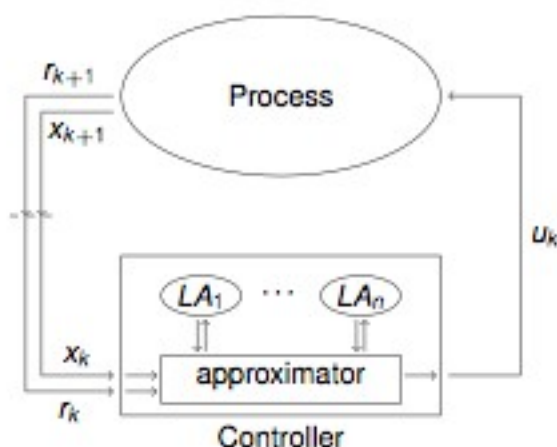 r_{k+1}
Process
x_{k+1}
u_k
LA_1 ... LA_n
x_k
approximator
r_k
Controller